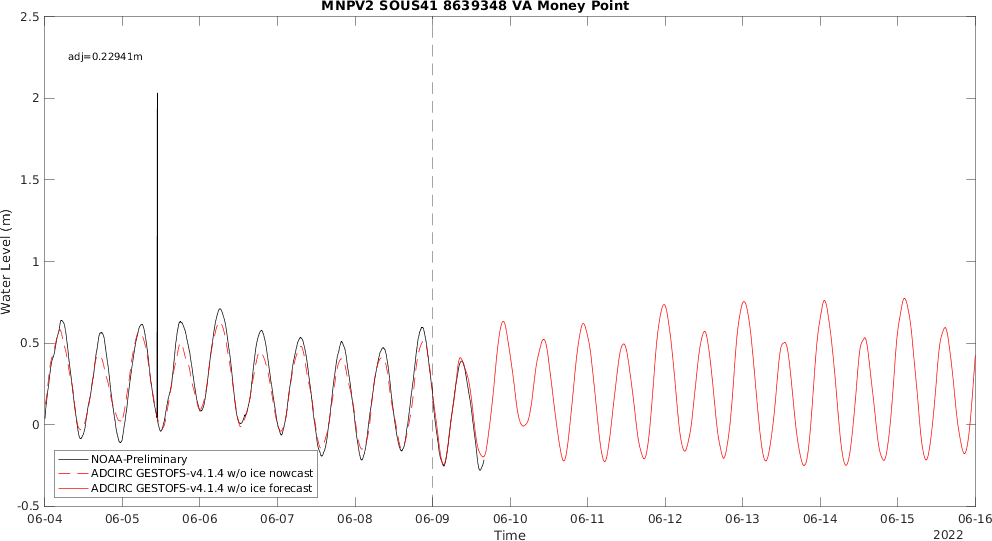 MNPV2 SOUS41 8639348 VA Money Point
adj=0.22941m
2.5
2
1.5
1
0.5
0
-0.5
Water Level (m)
NOAA-Preliminary
ADCIRC GESTOFS-v4.1.4 w/o ice nowcast
ADCIRC GESTOFS-v4.1.4 w/o ice forecast
06-04 06-05 06-06 06-07 06-08 06-09 06-10 06-11 06-12 06-13 06-14 06-15 06-16
Time
2022